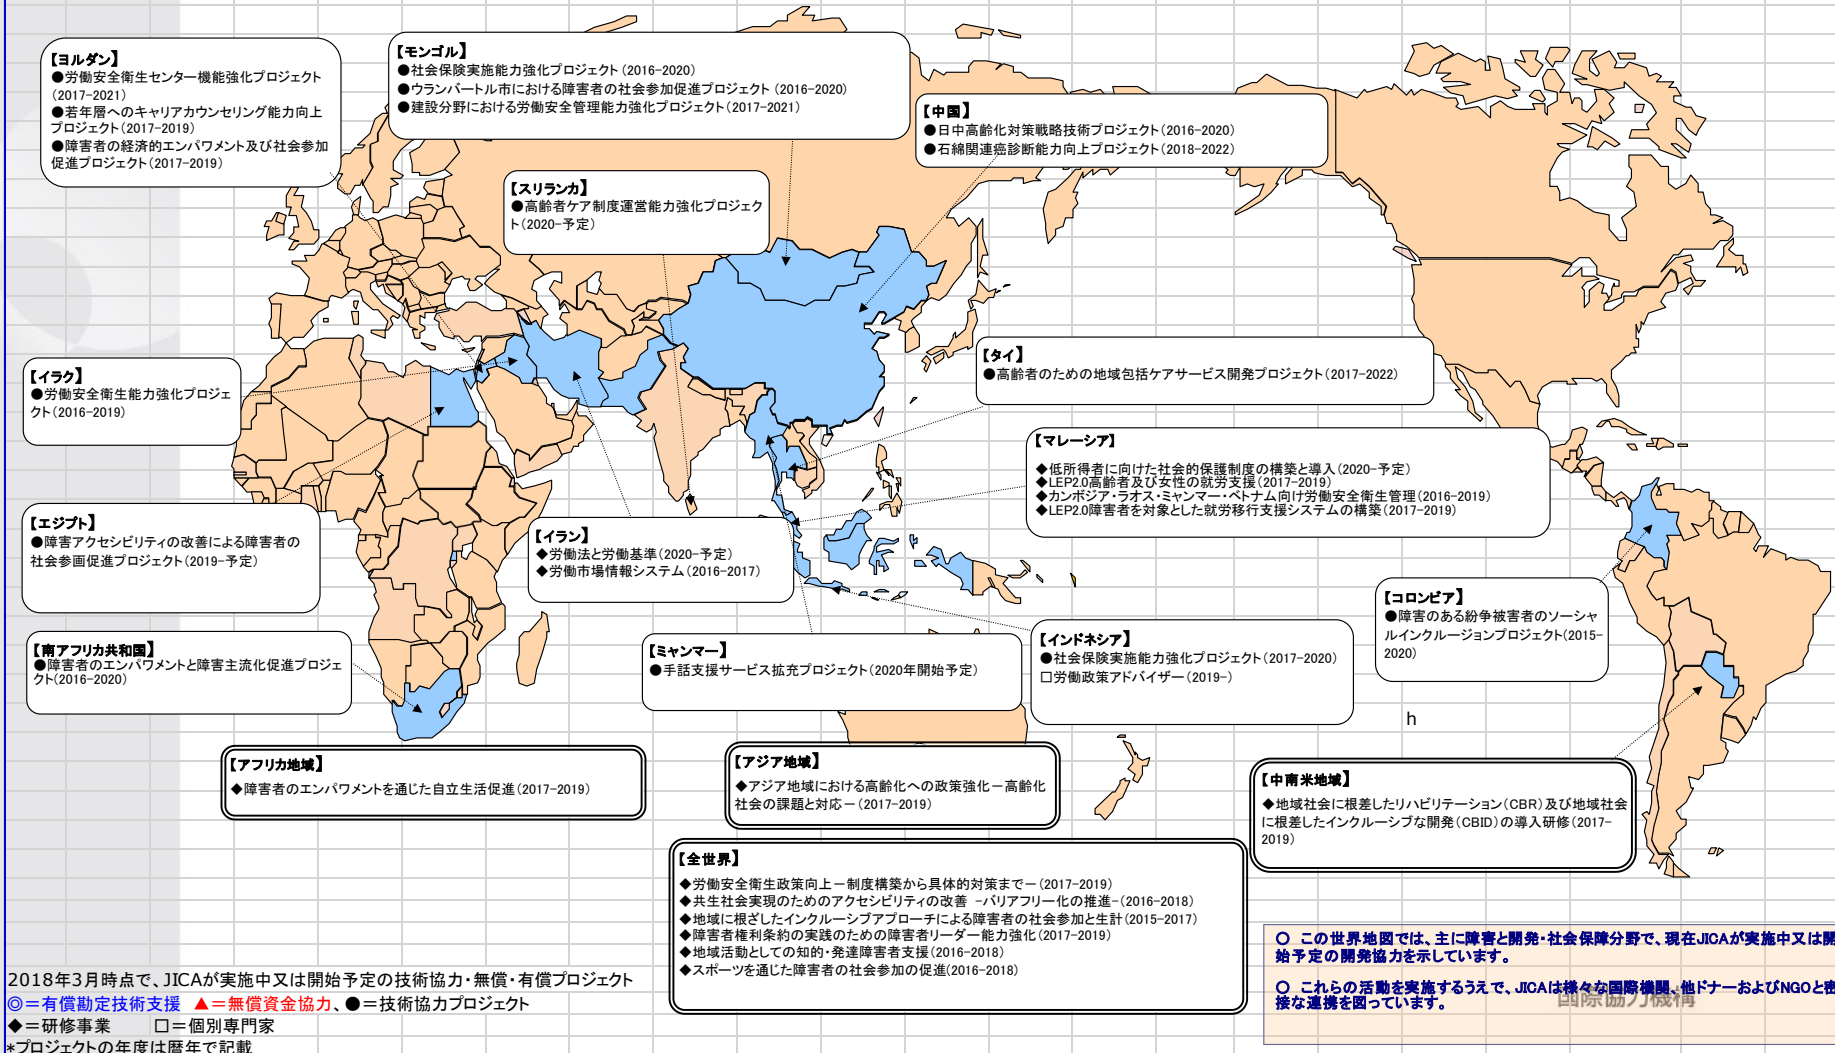 【ヨルダン】
●労働安全衛生センター機能強化プロジェクト
(2017-2021)
●若年層へのキャリアカウンセリング能力向上
プロジェクト(2017-2019)
●障害者の経済的エンパワメント及び社会参加
促進プロジェクト(2017-2019)
【モンゴル】
●社会保険実施能力強化プロジェクト(2016-2020)
●ウランバートル市における障害者の社会参加促進プロジェクト(2016-2020)
●建設分野における労働安全管理能力強化プロジェクト(2017-2021)
【中国】
●日中高齢化対策戦略技術プロジェクト(2016-2020)
●石綿関連癌診断能力向上プロジェクト(2018-2022)
【スリランカ】
●高齢者ケア制度運営能力強化プロジェク
ト(2020-予定)
【イラク】
●労働安全衛生能力強化プロジェ
クト(2016-2019)
【タイ】
●高齢者のための地域包括ケアサービス開発プロジェクト(2017-2022)
【マレーシア】
◆低所得者に向けた社会的保護制度の構築と導入(2020-予定)
◆LEP2.0高齢者及び女性の就労支援(2017-2019)
◆カンボジア・ラオス・ミャンマー・ベトナム向け労働安全衛生管理(2016-2019)
◆LEP2.0障害者を対象とした就労移行支援システムの構築(2017-2019)
【エジプト】
●障害アクセシビリティの改善による障害者の
社会参画促進プロジェクト(2019-予定)
【イラン】
◆労働法と労働基準(2020-予定)
◆労働市場情報システム(2016-2017)
【コロンビア】
●障害のある紛争被害者のソーシャ
ルインクルージョンプロジェクト(2015-
2020)
【南アフリカ共和国】
●障害者のエンパワメントと障害主流化促進プロジェ
クト(2016-2020)
【ミャンマー】
●手話支援サービス拡充プロジェクト(2020年開始予定)
【インドネシア】
●社会保険実施能力強化プロジェクト(2017-2020)
□労働政策アドバイザー(2019-)
h
【アフリカ地域】
◆障害者のエンパワメントを通じた自立生活促進(2017-2019)
【アジア地域】
◆アジア地域における高齢化への政策強化－高齢化
社会の課題と対応－(2017-2019)
【中南米地域】
◆地域社会に根差したリハビリテーション(CBR)及び地域社会
に根差したインクルーシブな開発(CBID)の導入研修(2017-
2019)
【全世界】
◆労働安全衛生政策向上－制度構築から具体的対策まで－(2017-2019)
◆共生社会実現のためのアクセシビリティの改善 -バリアフリー化の推進-(2016-2018)
◆地域に根ざしたインクルーシブアプローチによる障害者の社会参加と生計(2015-2017)
◆障害者権利条約の実践のための障害者リーダー能力強化(2017-2019)
◆地域活動としての知的・発達障害者支援(2016-2018)
◆スポーツを通じた障害者の社会参加の促進(2016-2018)
○ この世界地図では、主に障害と開発・社会保障分野で、現在JICAが実施中又は開
始予定の開発協力を示しています。
○ これらの活動を実施するうえで、JICAは様々な国際機関、他ドナーおよびNGOと密
接な連携を図っています。
国際協力機構
2018年3月時点で、JICAが実施中又は開始予定の技術協力・無償・有償プロジェクト
◎＝有償勘定技術支援 ▲＝無償資金協力、●＝技術協力プロジェクト
◆＝研修事業 □＝個別専門家
*プロジェクトの年度は暦年で記載